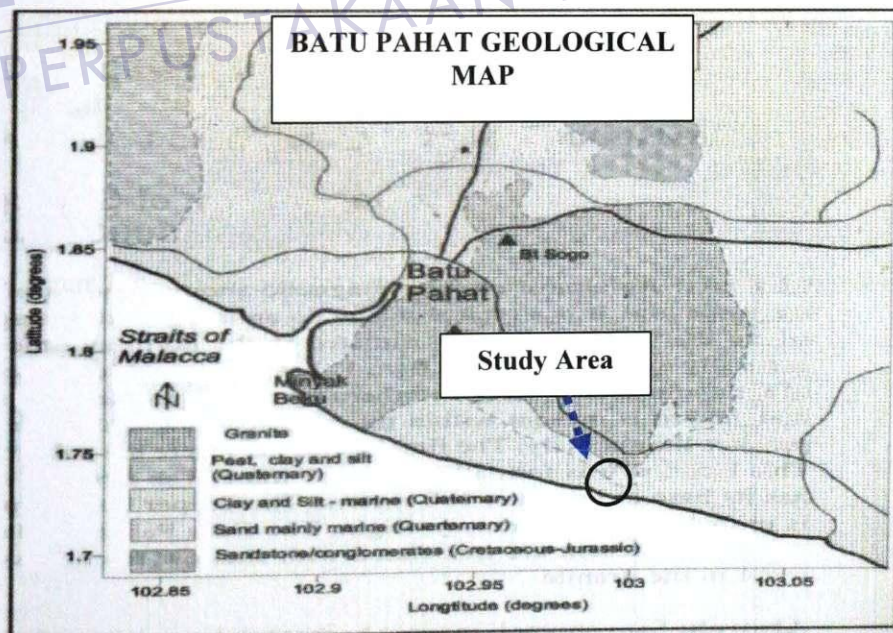 PERPUSTAKAAN
BATU PAHAT GEOLOGICAL
MAP
1.95
1.9
1.85
1.8
1.75
1.7
Latitude (degrees)
Bt Sogo
Batu
Pahat
Straits of
Malacca
Study Area
Minyak
Beku
N
Granite
Peat, clay and silt
(Quaternary)
Clay and Silt - marine (Quaternary)
Sand mainly marine (Quarternary)
Sandstone/conglomerates (Cretaceous-Jurassic)
102.85
102.9
102.95
103
103.05
Longtitude (degrees)